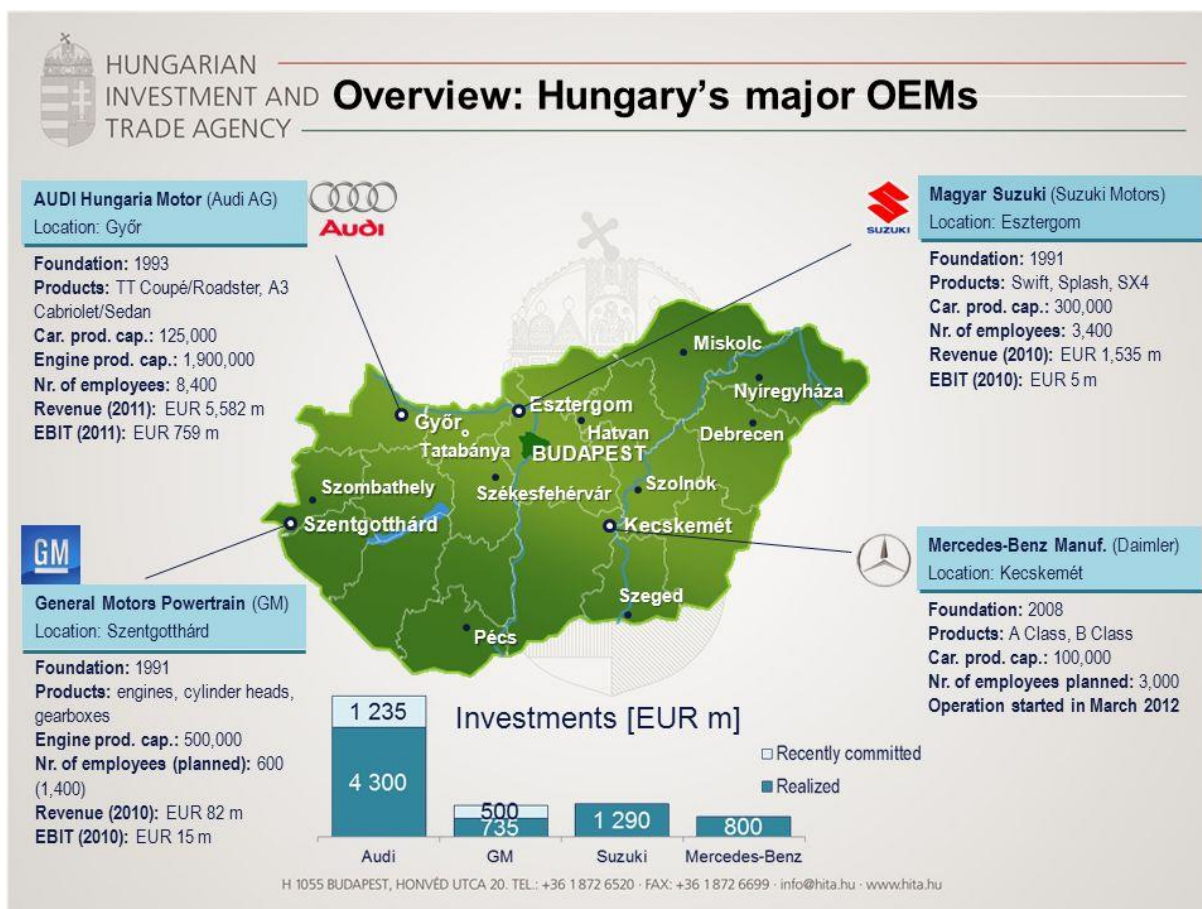 HUNGARIAN
INVESTMENT AND
TRADE AGENCY
Overview: Hungary's major OEMs
AUDI Hungaria Motor (Audi AG)
Location: Győr
Audi
Foundation: 1993
Products: TT Coupé/Roadster, A3
Cabriolet/Sedan
Car. prod. cap.: 125,000
Engine prod. cap.: 1,900,000
Nr. of employees: 8,400
Revenue (2011): EUR 5,582 m
EBIT (2011): EUR 759 m
SUZUKI
Magyar Suzuki (Suzuki Motors)
Location: Esztergom
Foundation: 1991
Products: Swift, Splash, SX4
Car. prod. cap.: 300,000
Nr. of employees: 3,400
Revenue (2010): EUR 1,535 m
EBIT (2010): EUR 5 m
Miskolc
Nyíregyháza
Esztergom
Győr
Hatvan
Debrecen
Tatabánya
BUDAPEST
Szombathely
Székesfehérvár
Szolnok
Szentgotthárd
Kecskemét
Szeged
Pécs
GM
General Motors Powertrain (GM)
Location: Szentgotthárd
Foundation: 1991
Products: engines, cylinder heads,
gearboxes
Engine prod. cap.: 500,000
Nr. of employees (planned): 600
(1,400)
Revenue (2010): EUR 82 m
EBIT (2010): EUR 15 m
Mercedes-Benz Manuf. (Daimler)
Location: Kecskemét
Foundation: 2008
Products: A Class, B Class
Car. prod. cap.: 100,000
Nr. of employees planned: 3,000
Operation started in March 2012
Investments [EUR m]
Recently committed
Realized
1 235
4 300
500
735
1 290
800
Audi
GM
Suzuki
Mercedes-Benz
H 1055 BUDAPEST, HONVÉD UTCA 20. TEL.: +36 1 872 6520 · FAX: +36 1 872 6699 · info@hita.hu · www.hita.hu